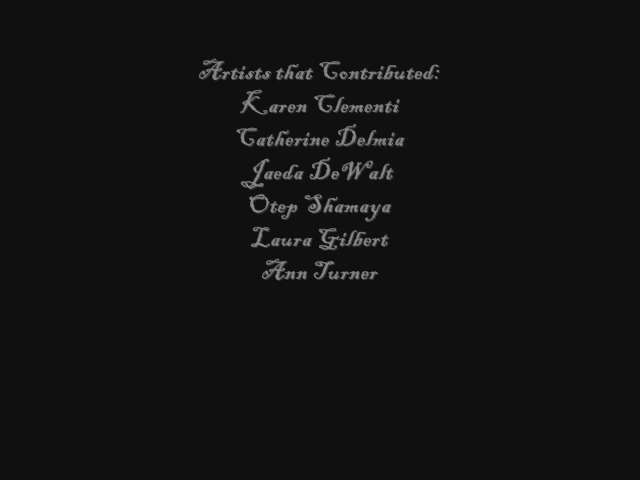 Artists that Contributed:
Karen Clementi
Catherine Delmia
Jaeda DeWalt
Otep Shamaya
Laura Gilbert
Ann Turner